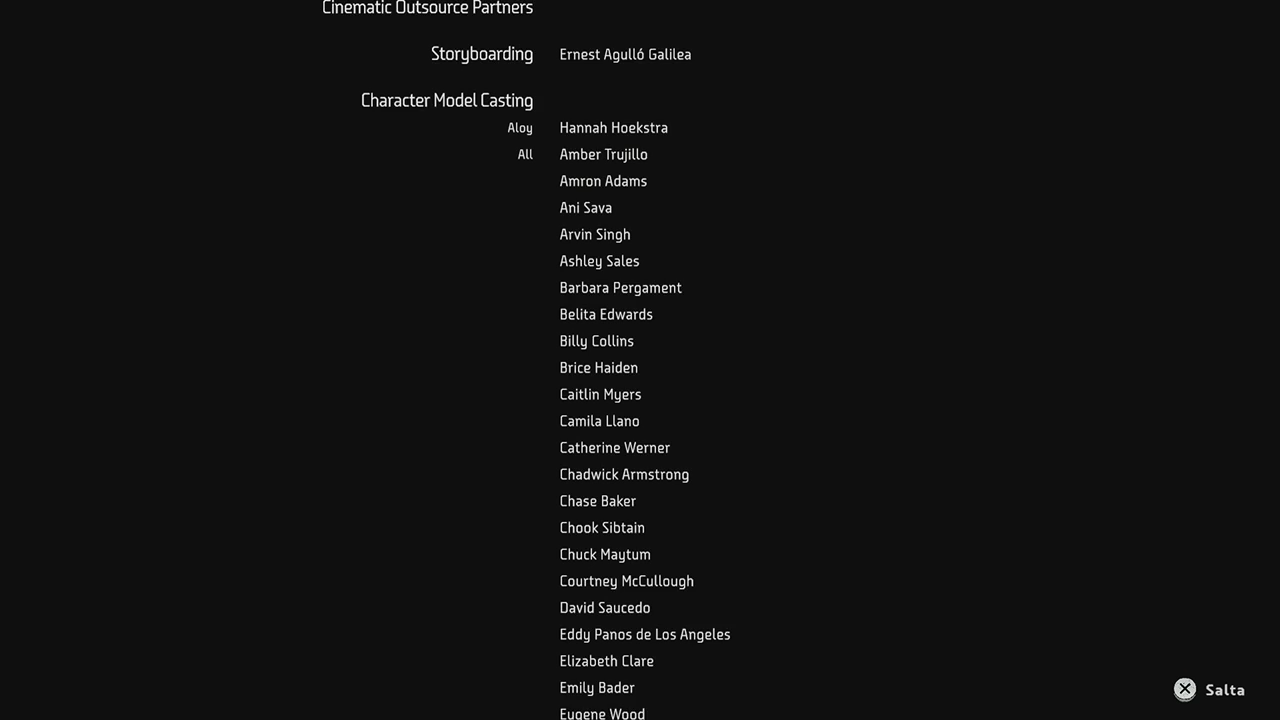 Cinematic Outsource Partners
Storyboarding Ernest Agulló Galilea
Character Model Casting
Aloy Hannah Hoekstra
All Amber Trujillo
Amron Adams
Ani Sava
Arvin Singh
Ashley Sales
Barbara Pergament
Belita Edwards
Billy Collins
Brice Haiden
Caitlin Myers
Camila Llano
Catherine Werner
Chadwick Armstrong
Chase Baker
Chook Sibtain
Chuck Maytum
Courtney McCullough
David Saucedo
Eddy Panos de Los Angeles
Elizabeth Clare
Emily Bader
Eugene Wood
Salta